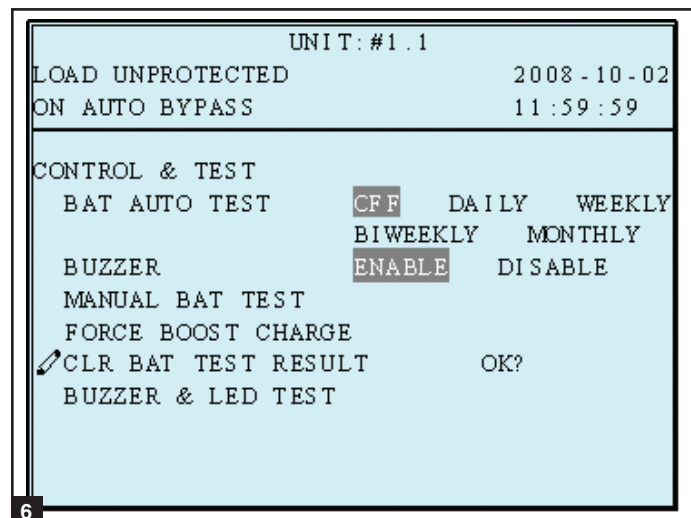 UNIT:#1.1
LOAD UNPROTECTED 2008-10-02
ON AUTO BYPASS 11:59:59
CONTROL & TEST
BAT AUTO TEST OFF DAILY WEEKLY
BIWEEKLY MONTHLY
BUZZER ENABLE DISABLE
MANUAL BAT TEST
FORCE BOOST CHARGE
CLR BAT TEST RESULT OK?
BUZZER & LED TEST
6